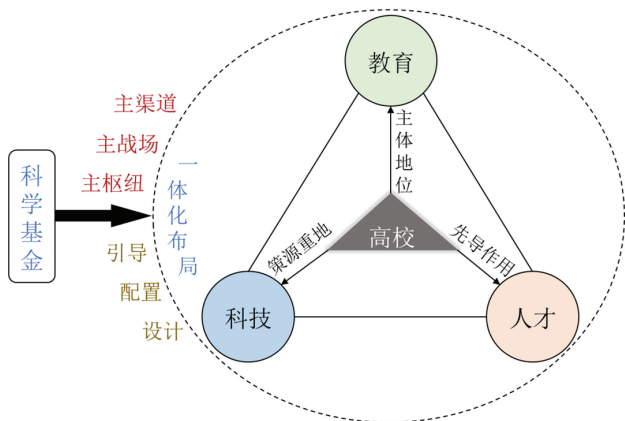 教育
主渠道
主战场
主枢纽
科学基金
一体化布局
引导
配置
设计
主体地位
策源重地
高校
先导作用
科技
人才